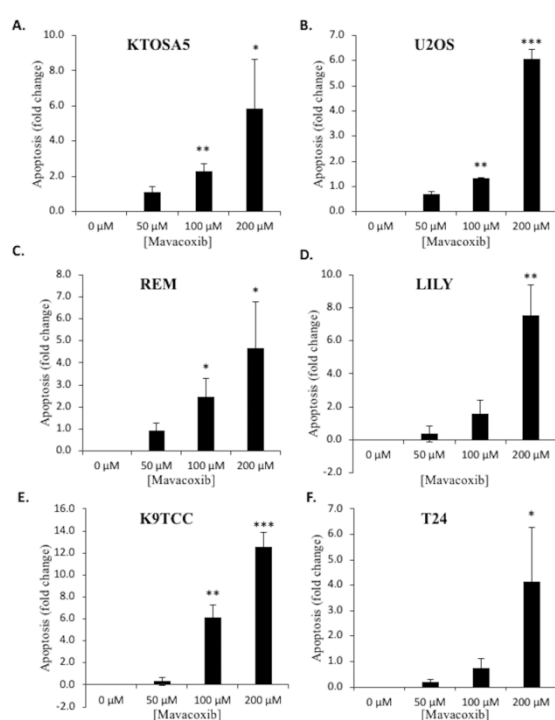 A.
KTOSA5
Apoptosis (fold change)
10.0
8.0
6.0
4.0
2.0
0.0
*
**
0 µM 50 µM 100 µM 200 µM
[Mavacoxib]
B.
U2OS
Apoptosis (fold change)
7.0
6.0
5.0
4.0
3.0
2.0
1.0
0.0
***
**
0 µM 50 µM 100 µM 200 µM
[Mavacoxib]
C.
REM
Apoptosis (fold change)
8.0
7.0
6.0
5.0
4.0
3.0
2.0
1.0
0.0
*
*
0 µM 50 µM 100 µM 200 µM
[Mavacoxib]
D.
LILY
Apoptosis (fold change)
10.0
8.0
6.0
4.0
2.0
0.0
-2.0
**
0 µM 50 µM 100 µM 200 µM
[Mavacoxib]
E.
K9TCC
Apoptosis (fold change)
16.0
14.0
12.0
10.0
8.0
6.0
4.0
2.0
0.0
-2.0
***
**
0 µM 50 µM 100 µM 200 µM
[Mavacoxib]
F.
T24
Apoptosis (fold change)
7.0
6.0
5.0
4.0
3.0
2.0
1.0
0.0
*
0 µM 50 µM 100 µM 200 µM
[Mavacoxib]